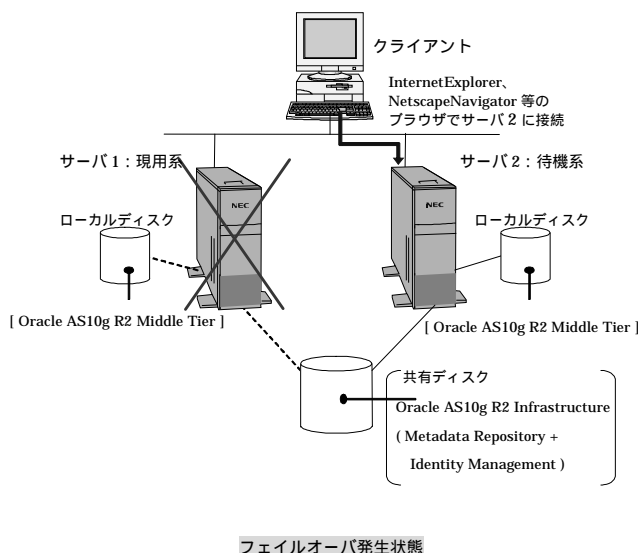 クライアント
InternetExplorer、
NetscapeNavigator 等の
ブラウザでサーバ 2 に接続
サーバ 1：現用系
サーバ 2：待機系
NEC
NEC
ローカルディスク
ローカルディスク
[ Oracle AS10g R2 Middle Tier ]
[ Oracle AS10g R2 Middle Tier ]
共有ディスク
Oracle AS10g R2 Infrastructure
( Metadata Repository +
Identity Management )
フェイルオーバ発生状態